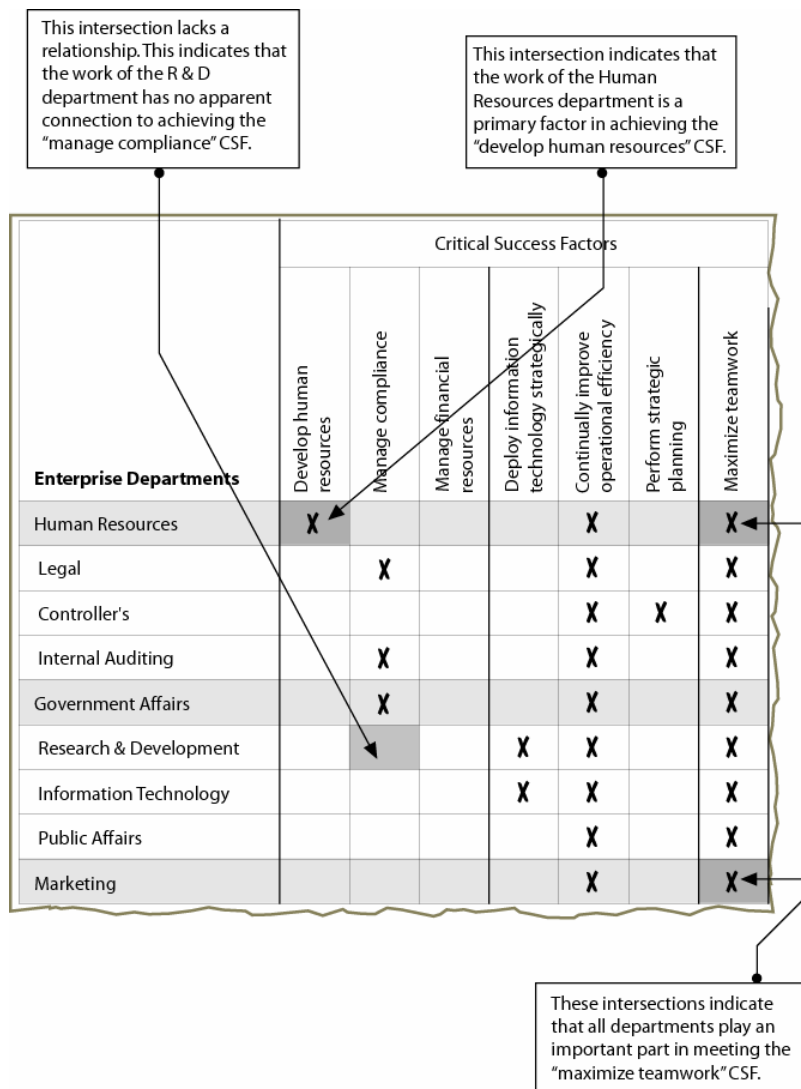 This intersection lacks a
relationship. This indicates that
the work of the R & D
department has no apparent
connection to achieving the
“manage compliance” CSF.
This intersection indicates that
the work of the Human
Resources department is a
primary factor in achieving the
“develop human resources” CSF.
Critical Success Factors
Enterprise Departments
Develop human
resources
Manage compliance
Manage financial
resources
Deploy information
technology strategically
Continually improve
operational efficiency
Perform strategic
planning
Maximize teamwork
Human Resources X X X
Legal X X X
Controller's X X X
Internal Auditing X X X
Government Affairs X X X
Research & Development X X X
Information Technology X X X
Public Affairs X X
Marketing X X
These intersections indicate
that all departments play an
important part in meeting the
“maximize teamwork” CSF.